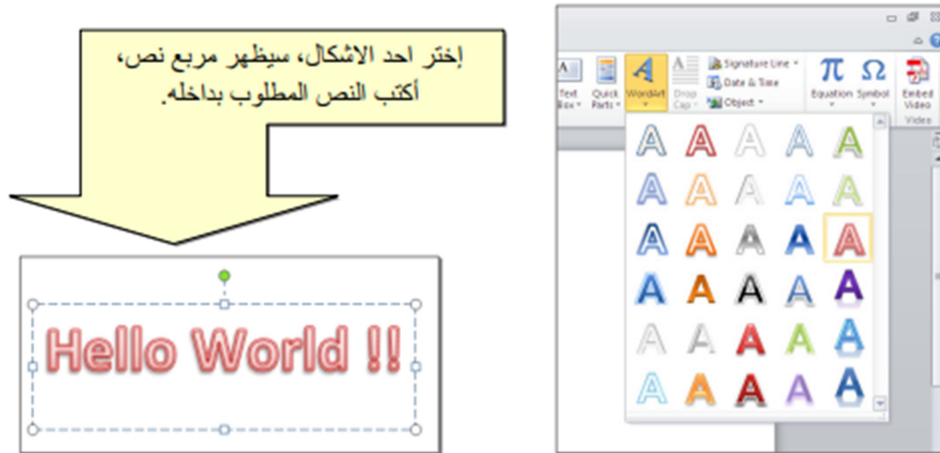 إختر احد الاشكال، سيظهر مربع نص،
أكتب النص المطلوب بداخله.
Hello World !!
Text Box
Quick Parts
WordArt
Drop Cap
Signature Line
Date & Time
Object
Equation
Symbol
Embed Video
Video